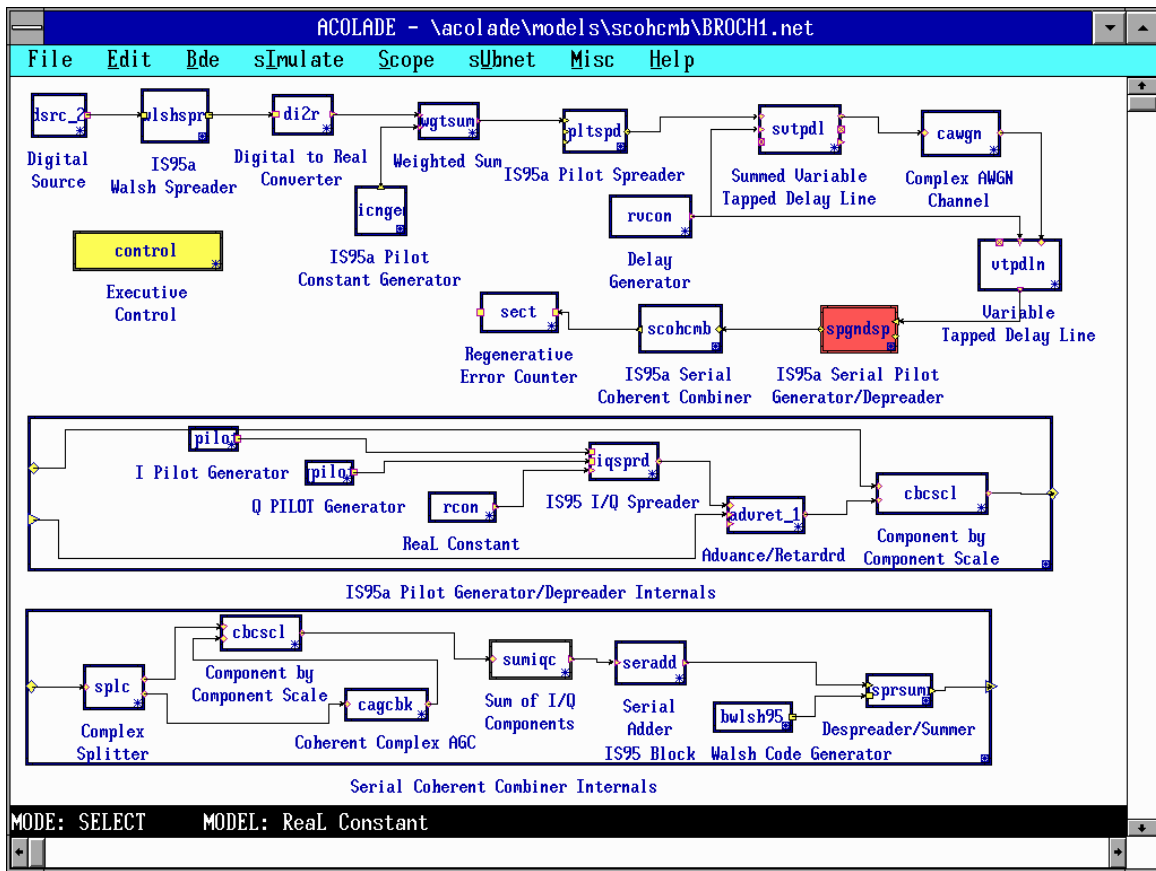 ACOLADE - \acolade\models\scohcmb\BROCH1.net
File Edit Bde sImulate Scope sUbnet Misc Help
dsrc_2
Digital
Source
wlshspr
IS95a
Walsh Spreader
di2r
Digital to Real
Converter
wgtsum
Weighted Sum
pltspd
IS95a Pilot Spreader
svtpdl
Summed Variable
Tapped Delay Line
cawgn
Complex AWGN
Channel
control
Executive
Control
icnge
IS95a Pilot
Constant Generator
rvcon
Delay
Generator
vtpdln
Variable
Tapped Delay Line
sect
Regenerative
Error Counter
scohcmb
IS95a Serial
Coherent Combiner
spgndsp
IS95a Serial Pilot
Generator/Depreader
pilot
I Pilot Generator
pilot
Q PILOT Generator
rcon
ReaL Constant
iqsprd
IS95 I/Q Spreader
advret_1
Advance/Retardrd
cbcscl
Component by
Component Scale
IS95a Pilot Generator/Depreader Internals
splc
Complex
Splitter
cbcscl
Component by
Component Scale
cagcbk
Coherent Complex AGC
sumiqc
Sum of I/Q
Components
seradd
Serial
Adder
bwlsh95
IS95 Block Walsh Code Generator
sprsum
Despreader/Summer
Serial Coherent Combiner Internals
MODE: SELECT MODEL: ReaL Constant